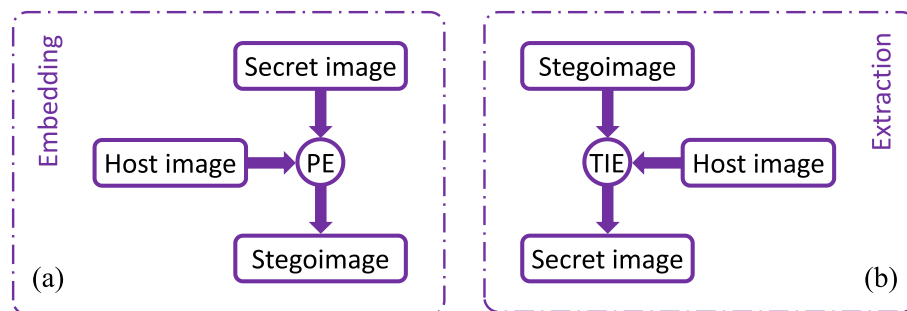 Embedding
Secret image
Host image
PE
Stegoimage
(a)
Extraction
Stegoimage
TIE
Host image
Secret image
(b)